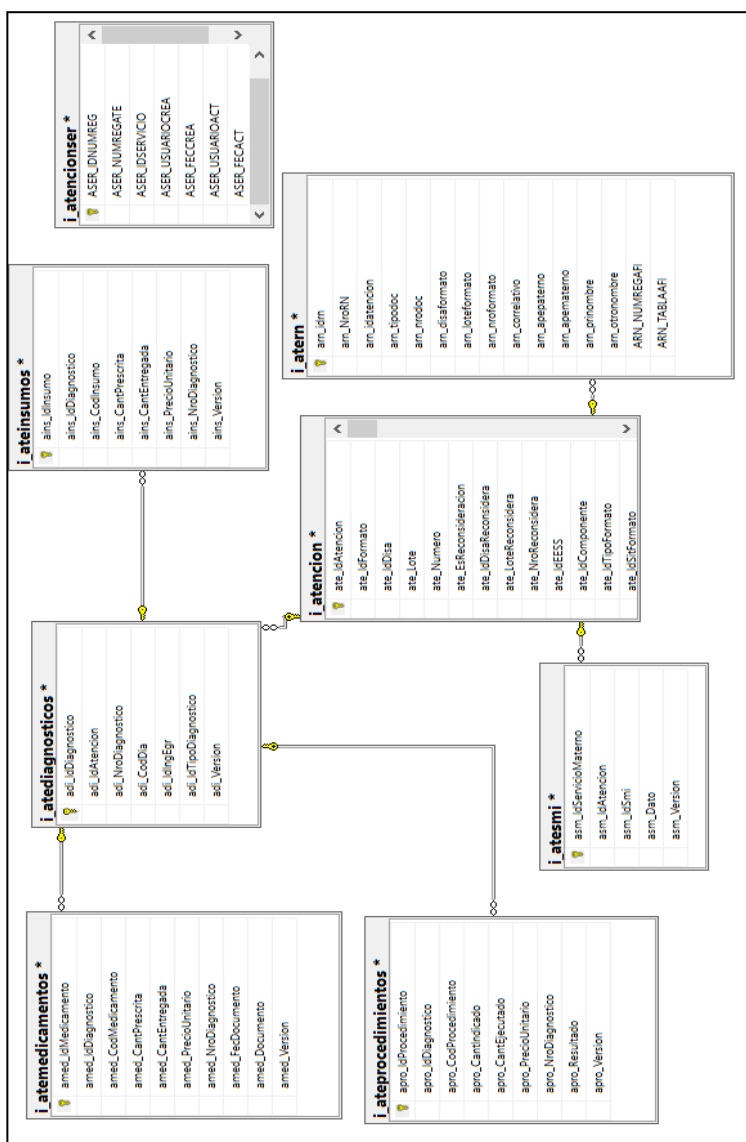 i_atemedicamentos *
amed_IdMedicamento
amed_IdDiagnostico
amed_CodMedicamento
amed_CantPrescrita
amed_CantEntregada
amed_PrecioUnitario
amed_NroDiagnostico
amed_FecDocumento
amed_Documento
amed_Version
i_atediagnosticos *
adi_IdDiagnostico
adi_IdAtencion
adi_NroDiagnostico
adi_CodDia
adi_IdIngEgr
adi_IdTipoDiagnostico
adi_Version
i_ateinsumos *
ains_IdInsumo
ains_IdDiagnostico
ains_CodInsumo
ains_CantPrescrita
ains_CantEntregada
ains_PrecioUnitario
ains_NroDiagnostico
ains_Version
i_atencionser *
ASER_IDNUMREG
ASER_NUMREGATE
ASER_IDSERVICIO
ASER_USUARIOCREA
ASER_FECCREA
ASER_USUARIOACT
ASER_FECACT
i_ateprocedimientos *
apro_IdProcedimiento
apro_IdDiagnostico
apro_CodProcedimiento
apro_CantIndicado
apro_CantEjecutado
apro_PrecioUnitario
apro_NroDiagnostico
apro_Resultado
apro_Version
i_atesmi *
asm_IdServicioMaterno
asm_IdAtencion
asm_IdSmi
asm_Dato
asm_Version
i_atencion *
ate_IdAtencion
ate_IdFormato
ate_IdDisa
ate_Lote
ate_Numero
ate_EsReconsideracion
ate_IdDisaReconsidera
ate_LoteReconsidera
ate_NroReconsidera
ate_IdEESS
ate_IdComponente
ate_IdTipoFormato
ate_IdSitFormato
i_atern *
arn_idrn
arn_NroRN
arn_idatencion
arn_tipodoc
arn_nrodoc
arn_disaformato
arn_loteformato
arn_nroformato
arn_correlativo
arn_apepaterno
arn_apematerno
arn_prinombre
arn_otronombre
ARN_NUMREGAFI
ARN_TABLAAFI